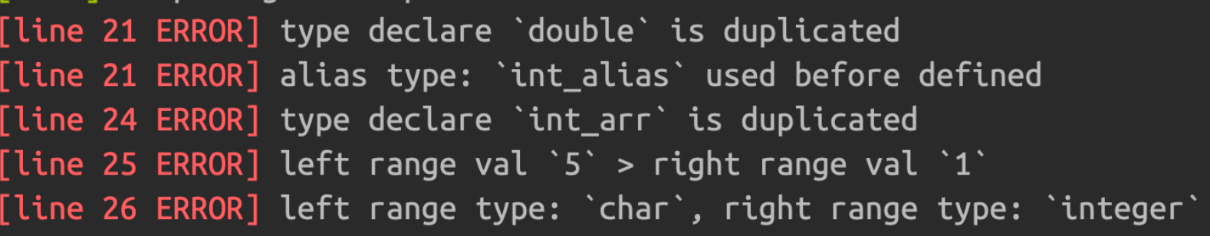 [line 21 ERROR] type declare `double` is duplicated
[line 21 ERROR] alias type: `int_alias` used before defined
[line 24 ERROR] type declare `int_arr` is duplicated
[line 25 ERROR] left range val `5` > right range val `1`
[line 26 ERROR] left range type: `char`, right range type: `integer`